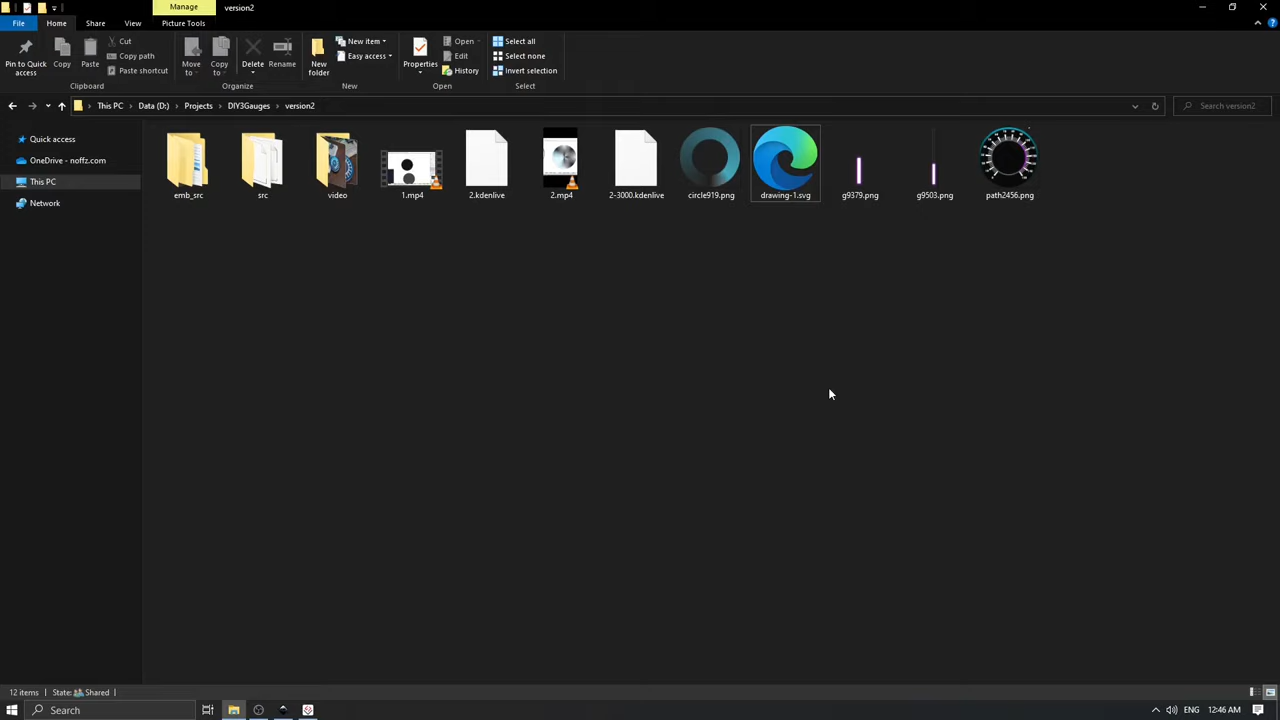 Manage
version2
File
Home
Share
View
Picture Tools
Pin to Quick access
Copy
Paste
Cut
Copy path
Paste shortcut
Clipboard
Move to
Copy to
Delete
Rename
Organize
New folder
New item
Easy access
New
Properties
Open
Edit
History
Open
Select all
Select none
Invert selection
Select
This PC > Data (D:) > Projects > DIY3Gauges > version2
Search version2
Quick access
OneDrive - noffz.com
This PC
Network
emb_src
src
video
1.mp4
2.kdenlive
2.mp4
2-3000.kdenlive
circle919.png
drawing-1.svg
g9379.png
g9503.png
path2456.png
12 items
State: Shared
Search
ENG
12:46 AM